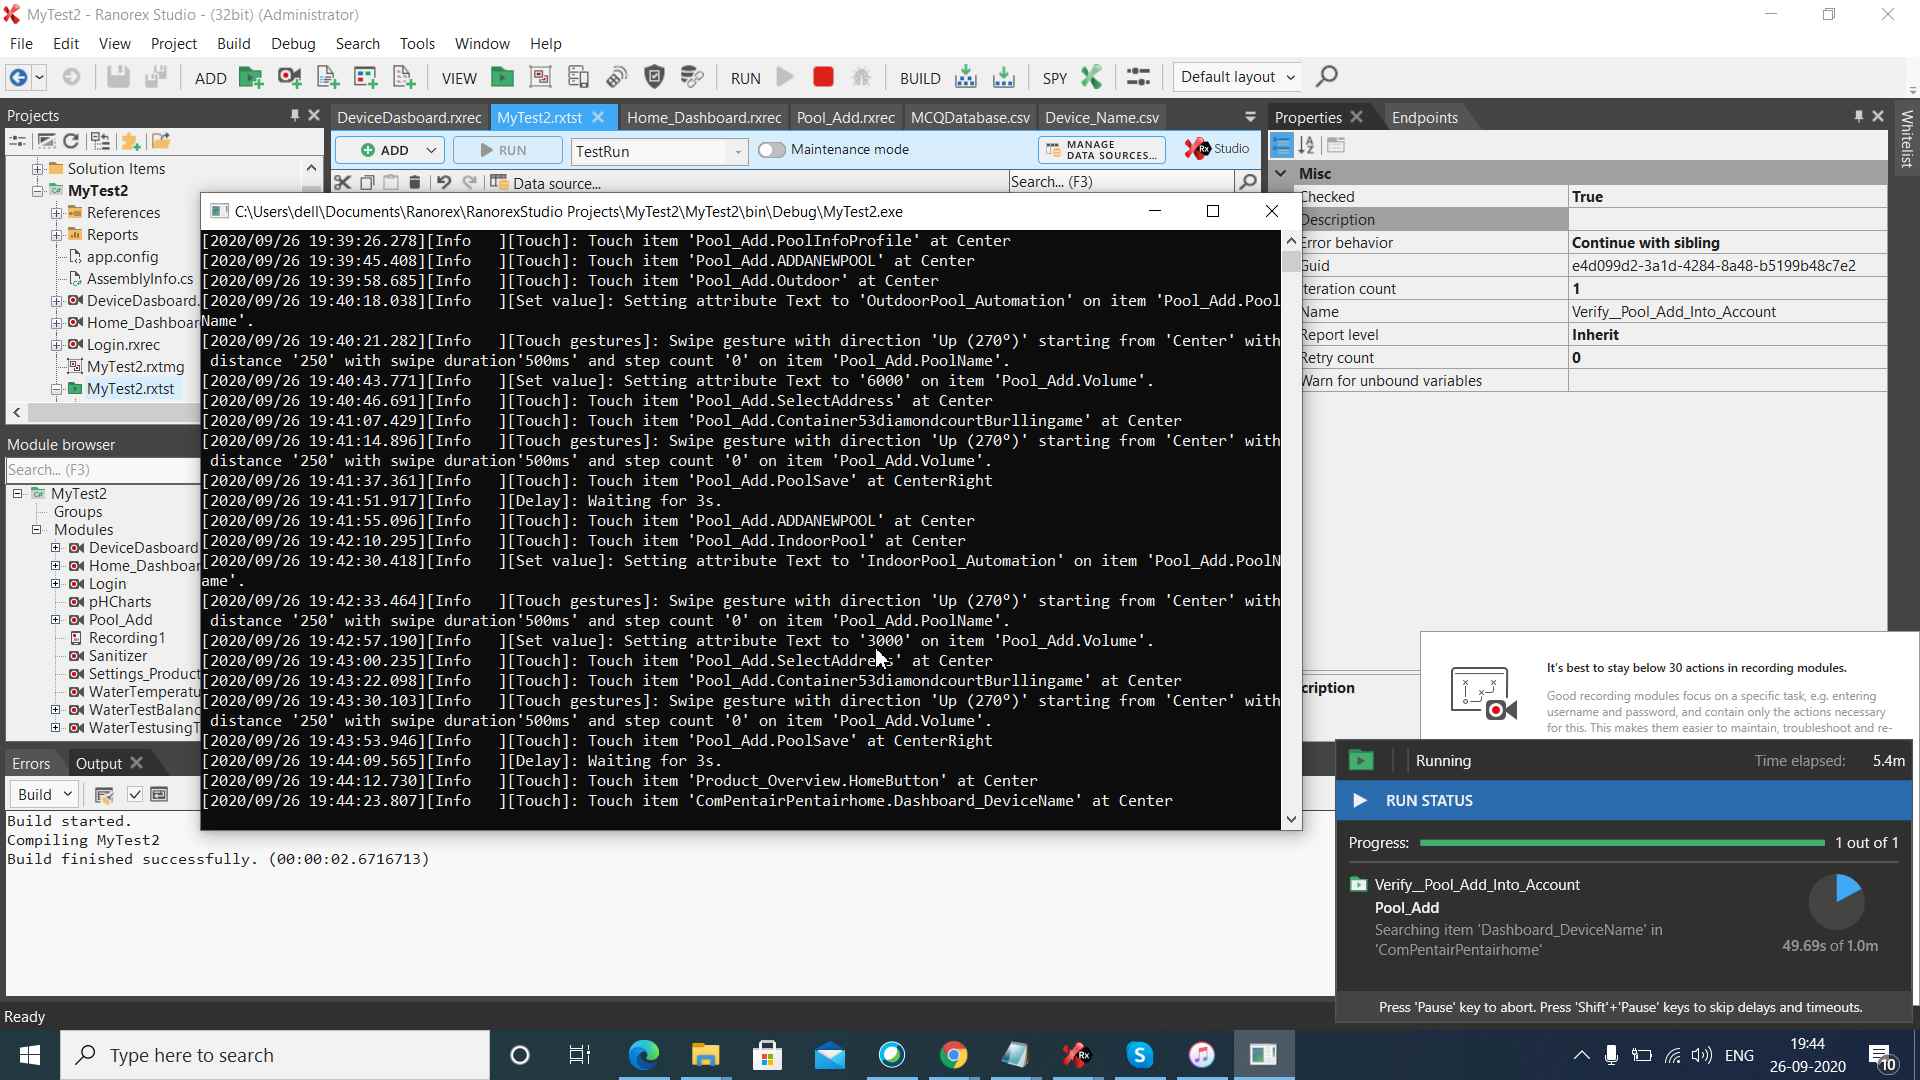 MyTest2 - Ranorex Studio - (32bit) (Administrator)
File Edit View Project Build Debug Search Tools Window Help
ADD VIEW RUN BUILD SPY Default layout
Projects
Solution Items
MyTest2
References
Reports
app.config
AssemblyInfo.cs
DeviceDasboard.
Home_Dashboar
Login.rxrec
MyTest2.rxtmg
MyTest2.rxtst
Module browser
Search... (F3)
MyTest2
Groups
Modules
DeviceDasboard
Home_Dashboar
Login
pHCharts
Pool_Add
Recording1
Sanitizer
Settings_Product
WaterTemperatu
WaterTestBalanc
WaterTestusingT
DeviceDasboard.rxrec MyTest2.rxtst Home_Dashboard.rxrec Pool_Add.rxrec MCQDatabase.csv Device_Name.csv
ADD RUN TestRun Maintenance mode MANAGE DATA SOURCES... Rx Studio
Data source... Search... (F3)
C:\Users\dell\Documents\Ranorex\RanorexStudio Projects\MyTest2\MyTest2\bin\Debug\MyTest2.exe
[2020/09/26 19:39:26.278][Info   ][Touch]: Touch item 'Pool_Add.PoolInfoProfile' at Center
[2020/09/26 19:39:45.408][Info   ][Touch]: Touch item 'Pool_Add.ADDANEWPOOL' at Center
[2020/09/26 19:39:58.685][Info   ][Touch]: Touch item 'Pool_Add.Outdoor' at Center
[2020/09/26 19:40:18.038][Info   ][Set value]: Setting attribute Text to 'OutdoorPool_Automation' on item 'Pool_Add.Pool
Name'.
[2020/09/26 19:40:21.282][Info   ][Touch gestures]: Swipe gesture with direction 'Up (270º)' starting from 'Center' with
distance '250' with swipe duration'500ms' and step count '0' on item 'Pool_Add.PoolName'.
[2020/09/26 19:40:43.771][Info   ][Set value]: Setting attribute Text to '6000' on item 'Pool_Add.Volume'.
[2020/09/26 19:40:46.691][Info   ][Touch]: Touch item 'Pool_Add.SelectAddress' at Center
[2020/09/26 19:41:07.429][Info   ][Touch]: Touch item 'Pool_Add.Container53diamondcourtBurllingame' at Center
[2020/09/26 19:41:14.896][Info   ][Touch gestures]: Swipe gesture with direction 'Up (270º)' starting from 'Center' with
distance '250' with swipe duration'500ms' and step count '0' on item 'Pool_Add.Volume'.
[2020/09/26 19:41:37.361][Info   ][Touch]: Touch item 'Pool_Add.PoolSave' at CenterRight
[2020/09/26 19:41:51.917][Info   ][Delay]: Waiting for 3s.
[2020/09/26 19:41:55.096][Info   ][Touch]: Touch item 'Pool_Add.ADDANEWPOOL' at Center
[2020/09/26 19:42:10.295][Info   ][Touch]: Touch item 'Pool_Add.IndoorPool' at Center
[2020/09/26 19:42:30.418][Info   ][Set value]: Setting attribute Text to 'IndoorPool_Automation' on item 'Pool_Add.PoolN
ame'.
[2020/09/26 19:42:33.464][Info   ][Touch gestures]: Swipe gesture with direction 'Up (270º)' starting from 'Center' with
distance '250' with swipe duration'500ms' and step count '0' on item 'Pool_Add.PoolName'.
[2020/09/26 19:42:57.190][Info   ][Set value]: Setting attribute Text to '3000' on item 'Pool_Add.Volume'.
[2020/09/26 19:43:00.235][Info   ][Touch]: Touch item 'Pool_Add.SelectAddress' at Center
[2020/09/26 19:43:22.098][Info   ][Touch]: Touch item 'Pool_Add.Container53diamondcourtBurllingame' at Center
[2020/09/26 19:43:30.103][Info   ][Touch gestures]: Swipe gesture with direction 'Up (270º)' starting from 'Center' with
distance '250' with swipe duration'500ms' and step count '0' on item 'Pool_Add.Volume'.
[2020/09/26 19:43:53.946][Info   ][Touch]: Touch item 'Pool_Add.PoolSave' at CenterRight
[2020/09/26 19:44:09.565][Info   ][Delay]: Waiting for 3s.
[2020/09/26 19:44:12.730][Info   ][Touch]: Touch item 'Product_Overview.HomeButton' at Center
[2020/09/26 19:44:23.807][Info   ][Touch]: Touch item 'ComPentairPentairhome.Dashboard_DeviceName' at Center
Properties Endpoints
Whitelist
Misc
Checked True
Description
Error behavior Continue with sibling
Guid e4d099d2-3a1d-4284-8a48-b5199b48c7e2
teration count 1
Name Verify__Pool_Add_Into_Account
Report level Inherit
Retry count 0
Warn for unbound variables
cription
It's best to stay below 30 actions in recording modules.
Good recording modules focus on a specific task, e.g. entering
username and password, and contain only the actions necessary
for this. This makes them easier to maintain, troubleshoot and re-
Running Time elapsed: 5.4m
RUN STATUS
Progress: 1 out of 1
Verify__Pool_Add_Into_Account
Pool_Add
Searching item 'Dashboard_DeviceName' in
'ComPentairPentairhome'
49.69s of 1.0m
Press 'Pause' key to abort. Press 'Shift'+'Pause' keys to skip delays and timeouts.
Errors Output
Build
Build started.
Compiling MyTest2
Build finished successfully. (00:00:02.6716713)
Ready
Type here to search
ENG
19:44
26-09-2020
10